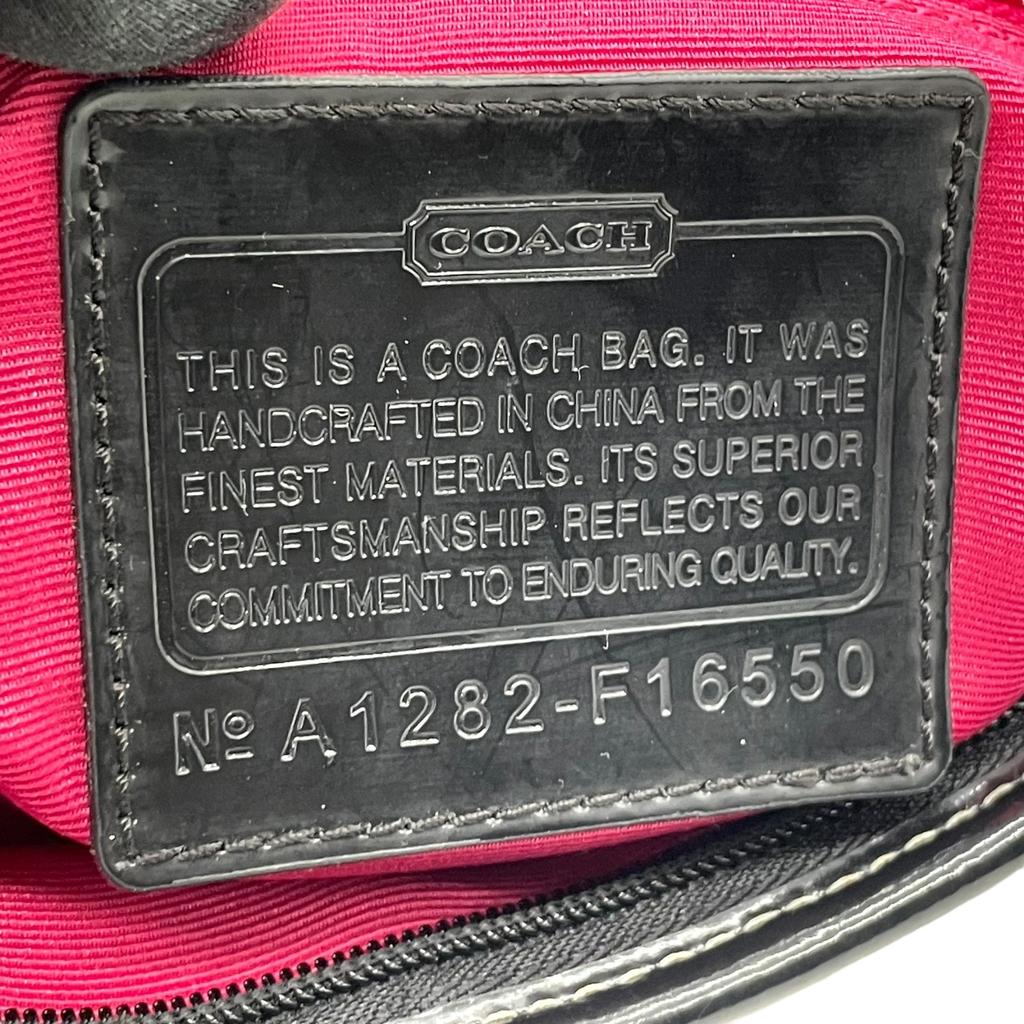 COACH
THIS IS A COACH BAG. IT WAS
HANDCRAFTED IN CHINA FROM THE
FINEST MATERIALS. ITS SUPERIOR
CRAFTSMANSHIP REFLECTS OUR
COMMITMENT TO ENDURING QUALITY.
Nº A1282-F16550